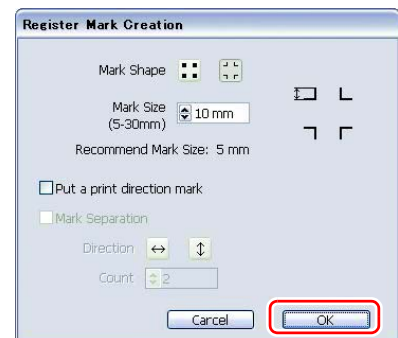 Register Mark Creation
Mark Shape
Mark Size
(5-30mm)
10 mm
Recommend Mark Size: 5 mm
Put a print direction mark
Mark Separation
Direction
Count
2
Carcel
OK